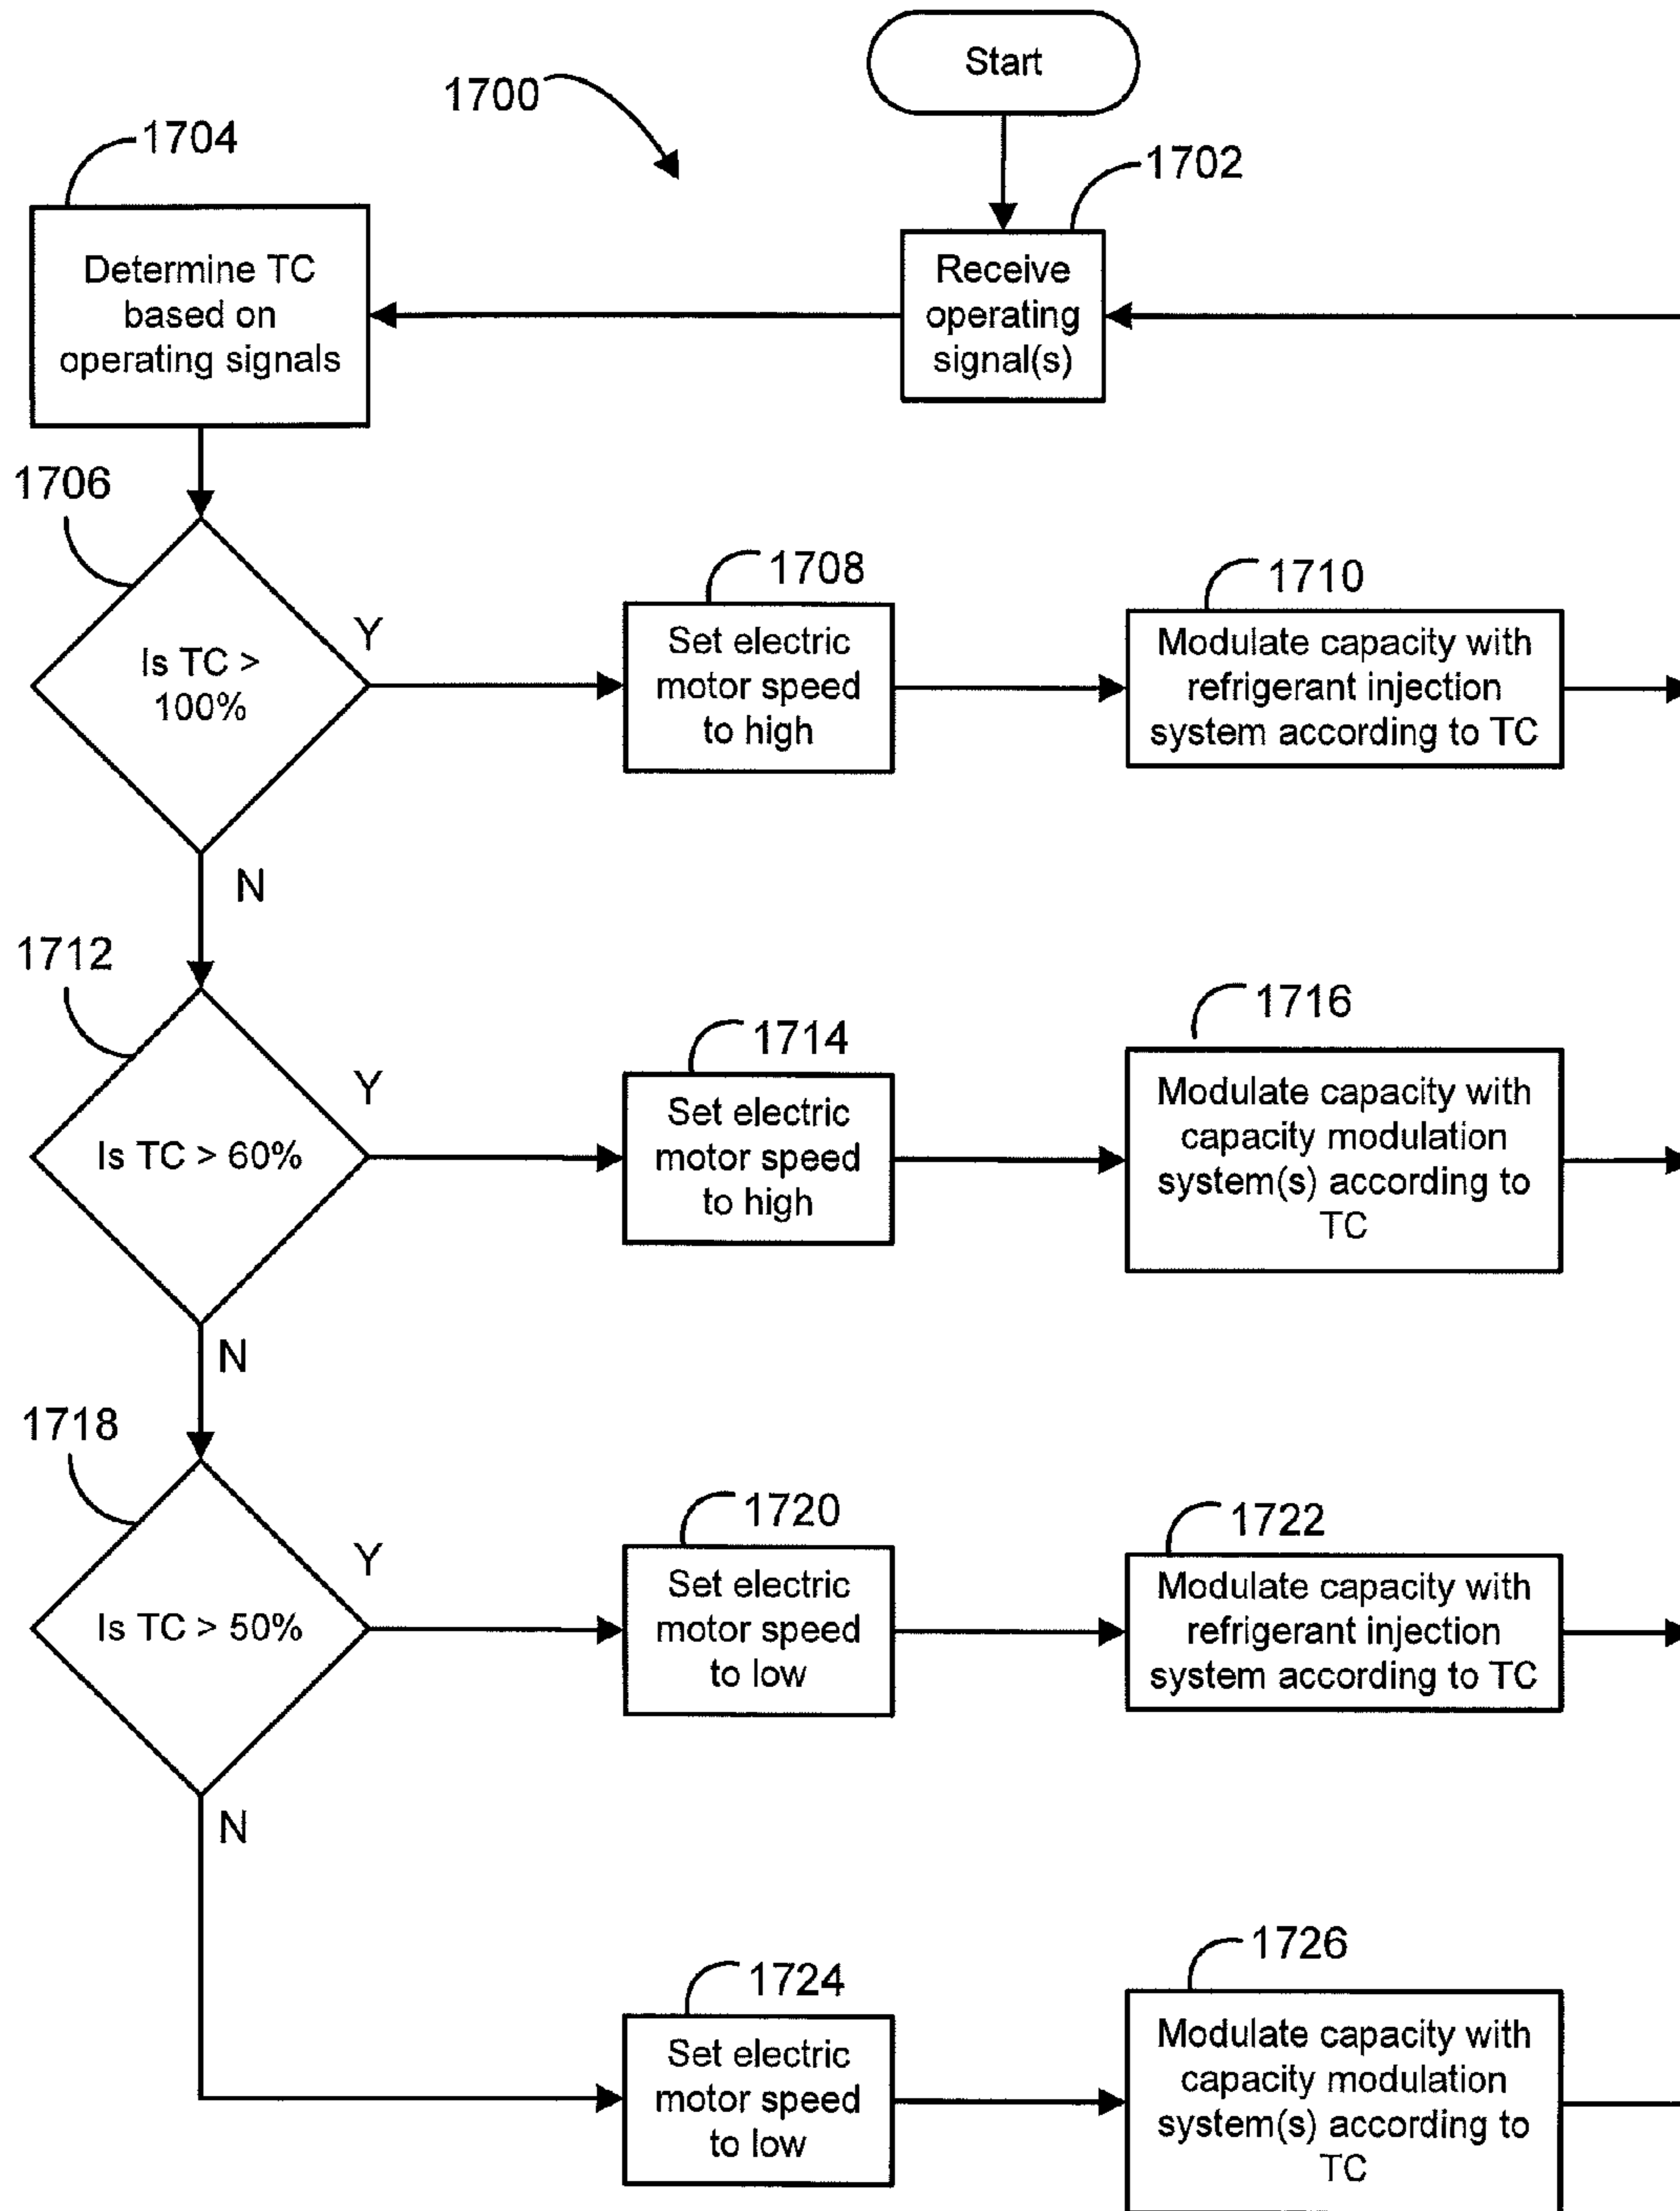 Start
1700
1702
1704
Receive
operating
signal(s)
Determine TC
based on
operating signals
1706
Is TC >
100%
Y
1708
Set electric
motor speed
to high
1710
Modulate capacity with
refrigerant injection
system according to TC
N
1712
Is TC > 60%
Y
1714
Set electric
motor speed
to high
1716
Modulate capacity with
capacity modulation
system(s) according to
TC
N
1718
Is TC > 50%
Y
1720
Set electric
motor speed
to low
1722
Modulate capacity with
refrigerant injection
system according to TC
N
1724
Set electric
motor speed
to low
1726
Modulate capacity with
capacity modulation
system(s) according to
TC